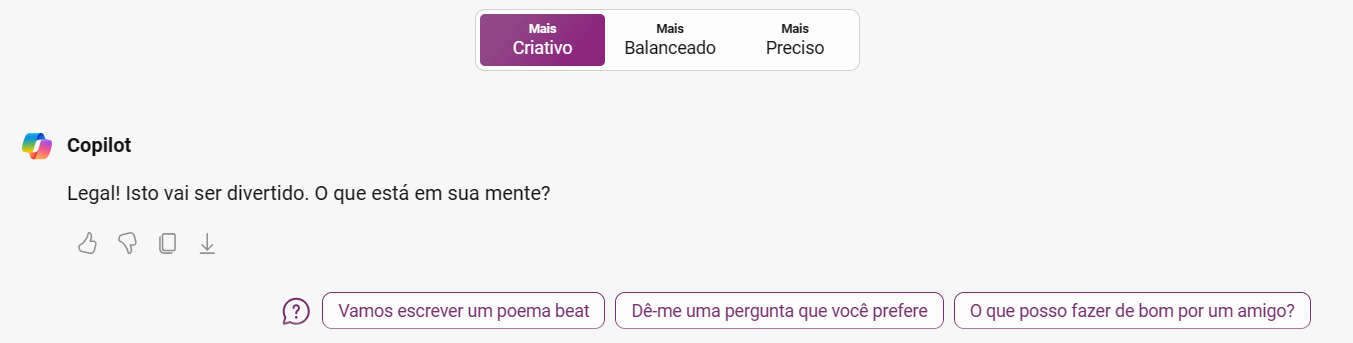 Mais Mais Mais
Criativo Balanceado Preciso
Copilot
Legal! Isto vai ser divertido. O que está em sua mente?
Vamos escrever um poema beat Dê-me uma pergunta que você prefere O que posso fazer de bom por um amigo?